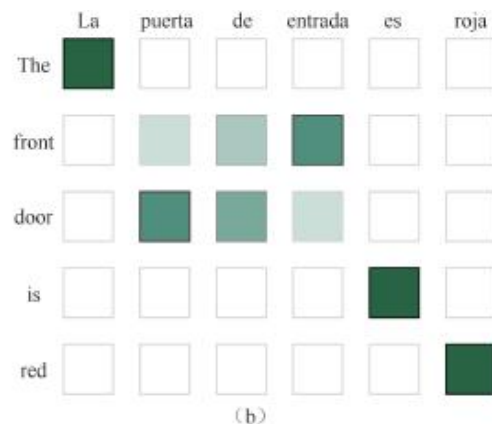 La puerta de entrada es roja
The
front
door
is
red
(b)